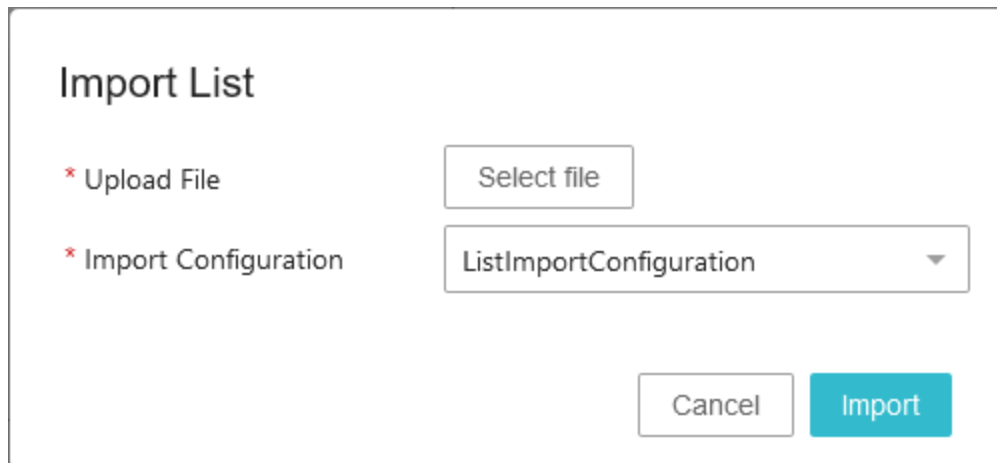 Import List
* Upload File Select file
* Import Configuration ListImportConfiguration
Cancel Import